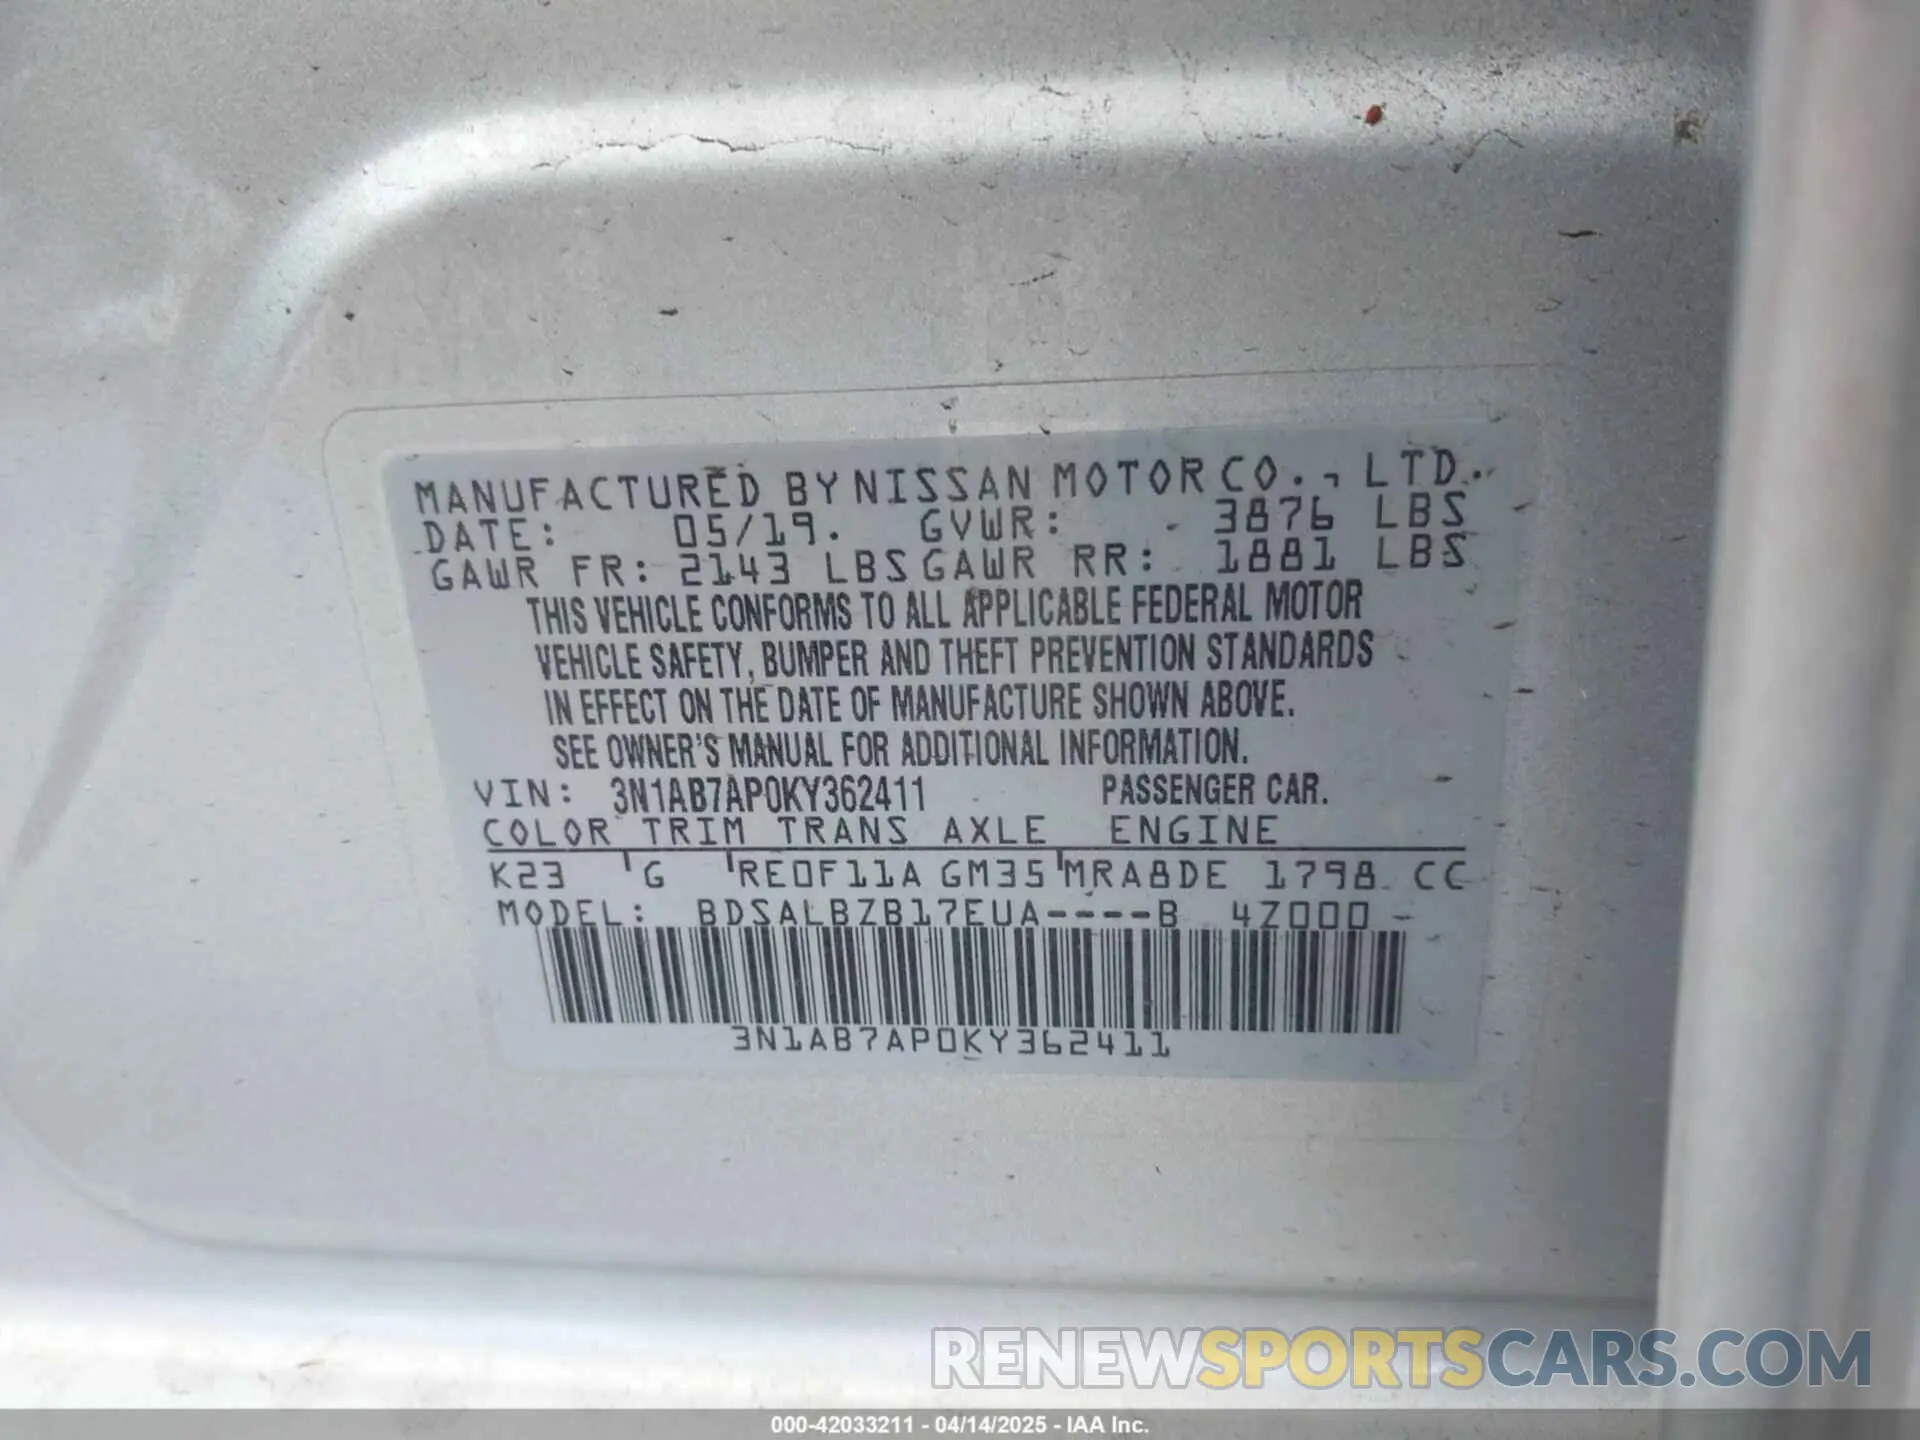 MANUFACTURED BY NISSAN MOTOR CO., LTD.
DATE: 05/19. GVWR: 3876 LBS
GAWR FR: 2143 LBS GAWR RR: 1881 LBS
THIS VEHICLE CONFORMS TO ALL APPLICABLE FEDERAL MOTOR
VEHICLE SAFETY, BUMPER AND THEFT PREVENTION STANDARDS
IN EFFECT ON THE DATE OF MANUFACTURE SHOWN ABOVE.
SEE OWNER'S MANUAL FOR ADDITIONAL INFORMATION.
VIN: 3N1AB7AP0KY362411 PASSENGER CAR.
COLOR TRIM TRANS AXLE ENGINE
K23 G RE0F11A GM35 MRA8DE 1798 CC
MODEL: BDSALBZB17EUA----B 4Z000
3N1AB7AP0KY362411
RENEWSPORTSCARS.COM
000-42033211 - 04/14/2025 - IAA Inc.